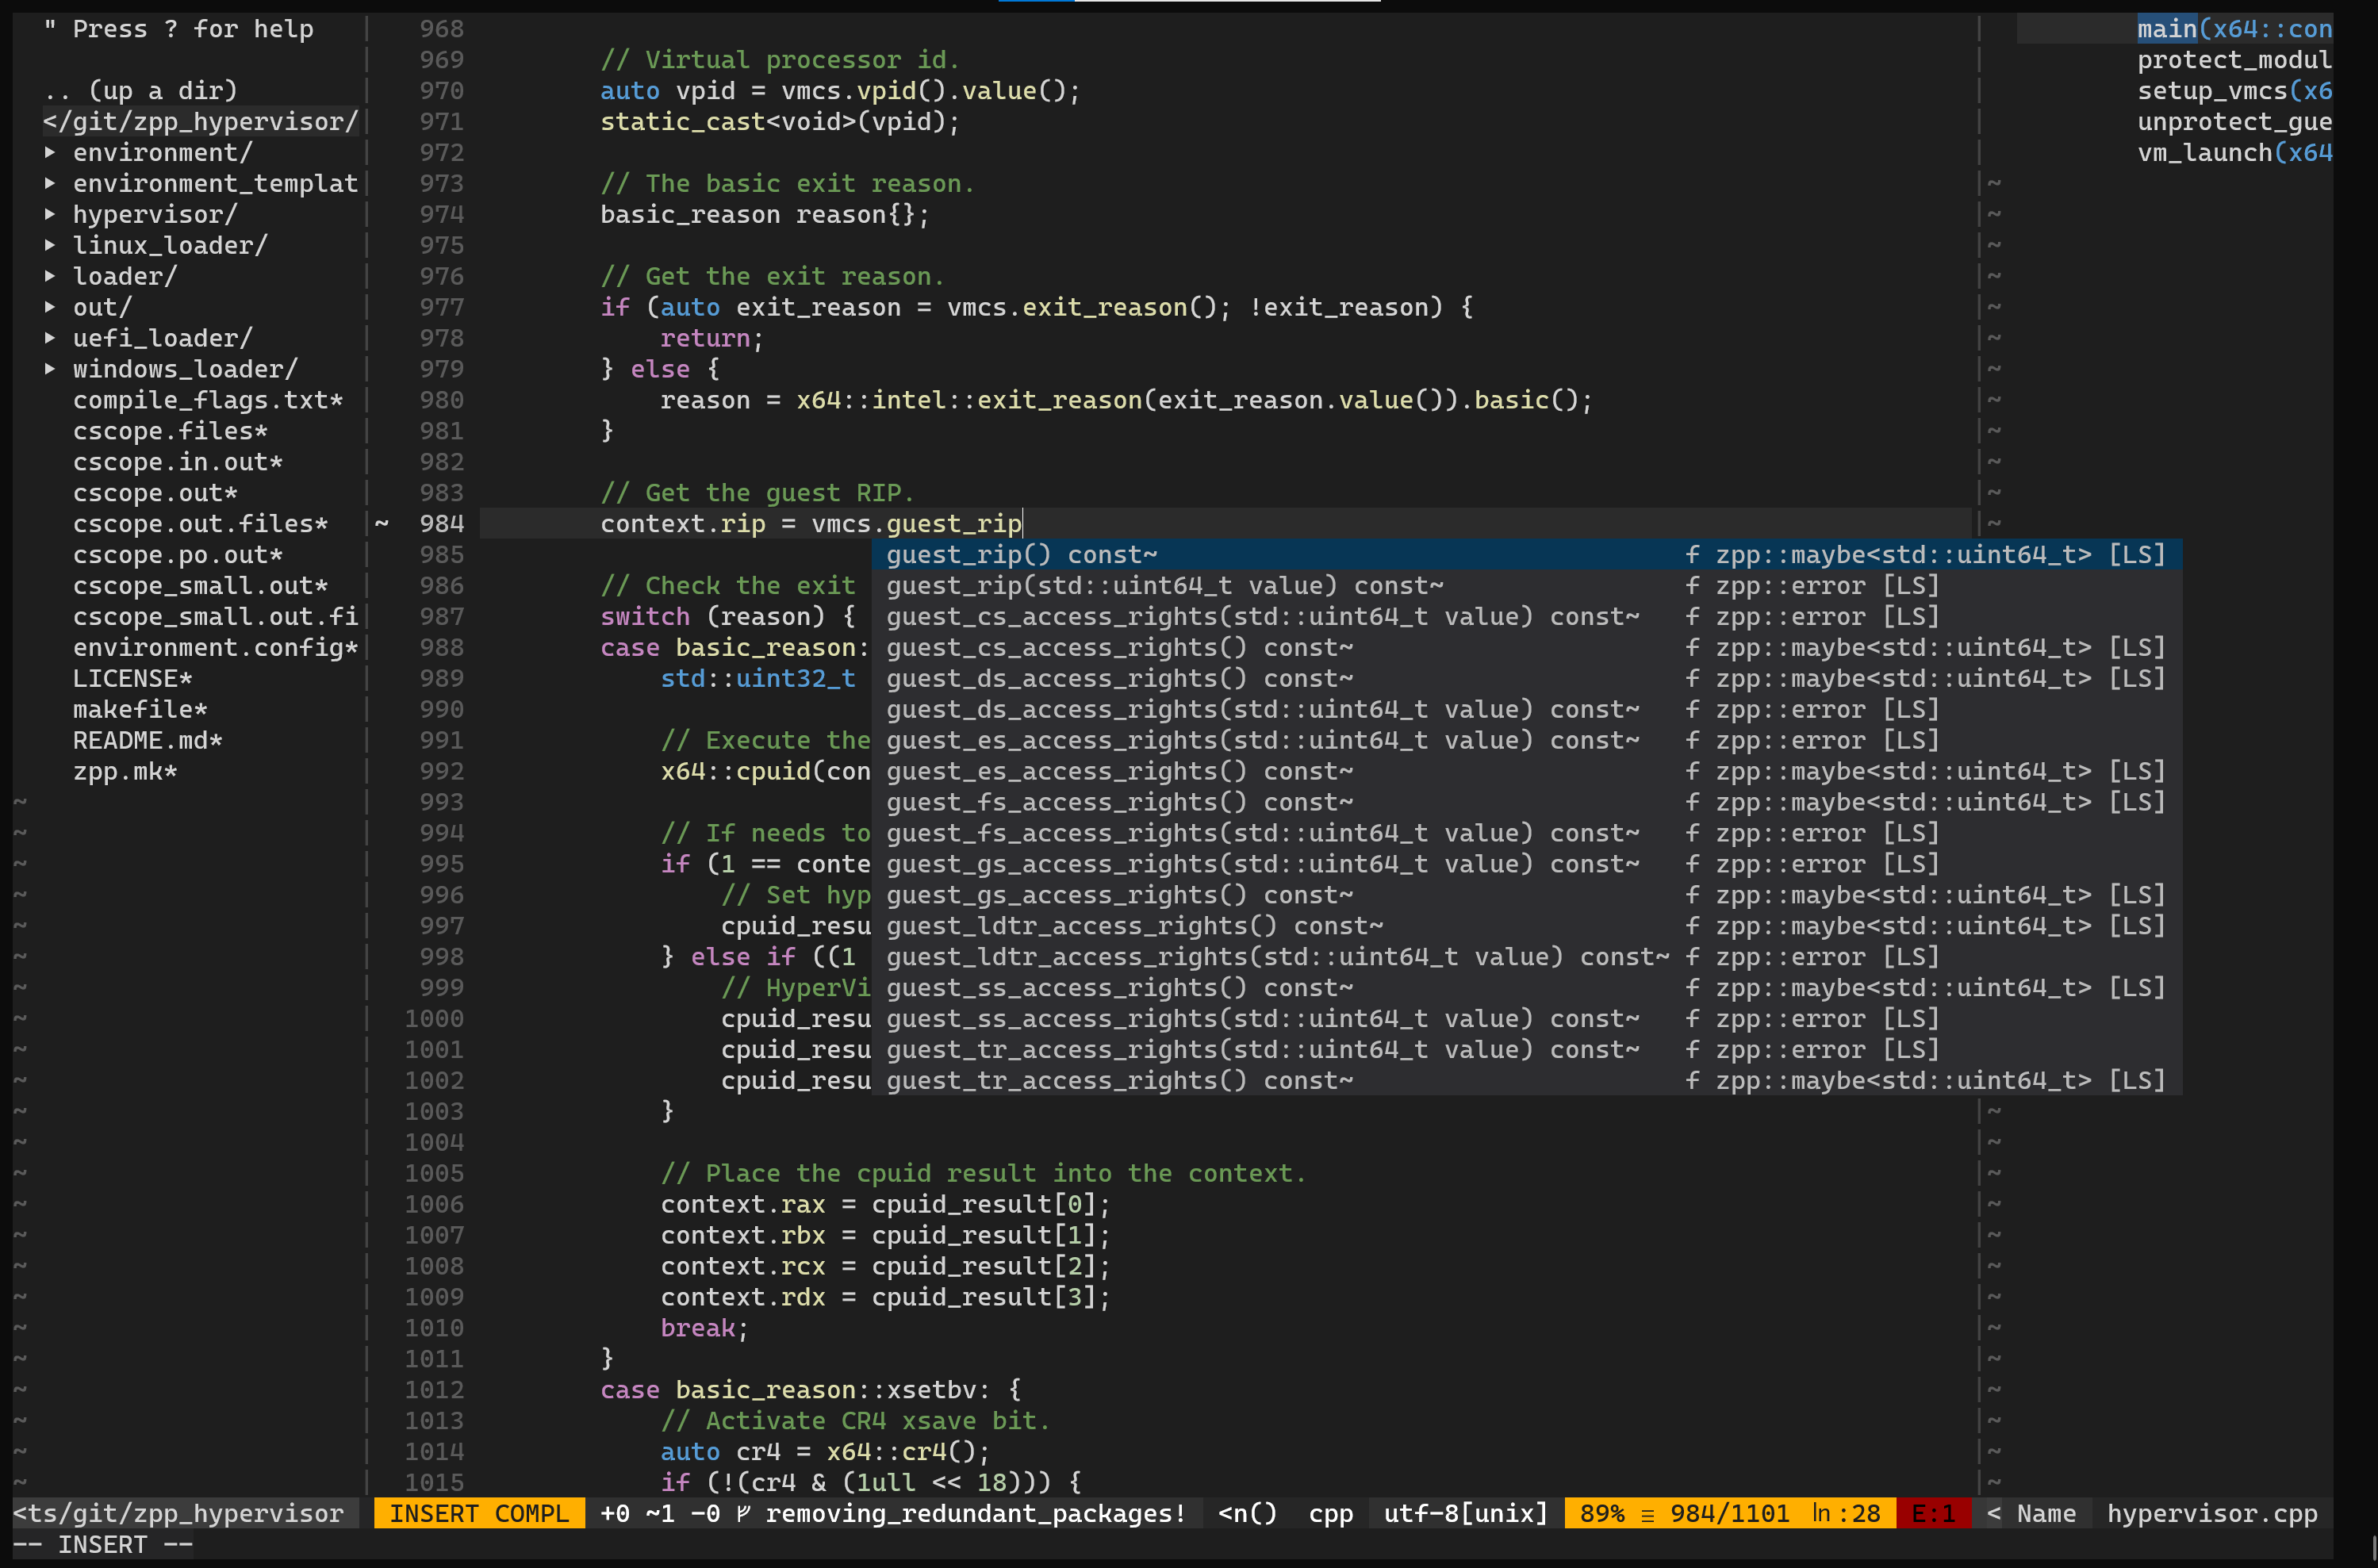 " Press ? for help
.. (up a dir)
</git/zpp_hypervisor/
▸ environment/
▸ environment_templat
▸ hypervisor/
▸ linux_loader/
▸ loader/
▸ out/
▸ uefi_loader/
▸ windows_loader/
compile_flags.txt*
cscope.files*
cscope.in.out*
cscope.out*
cscope.out.files*
cscope.po.out*
cscope_small.out*
cscope_small.out.fi
environment.config*
LICENSE*
makefile*
README.md*
zpp.mk*
968
969 // Virtual processor id.
970 auto vpid = vmcs.vpid().value();
971 static_cast<void>(vpid);
972
973 // The basic exit reason.
974 basic_reason reason{};
975
976 // Get the exit reason.
977 if (auto exit_reason = vmcs.exit_reason(); !exit_reason) {
978 return;
979 } else {
980 reason = x64::intel::exit_reason(exit_reason.value()).basic();
981 }
982
983 // Get the guest RIP.
~ 984 context.rip = vmcs.guest_rip
985
986 // Check the exit
987 switch (reason) {
988 case basic_reason:
989 std::uint32_t
990
991 // Execute the
992 x64::cpuid(con
993
994 // If needs to
995 if (1 == conte
996 // Set hyp
997 cpuid_resu
998 } else if ((1
999 // HyperVi
1000 cpuid_resu
1001 cpuid_resu
1002 cpuid_resu
1003 }
1004
1005 // Place the cpuid result into the context.
1006 context.rax = cpuid_result[0];
1007 context.rbx = cpuid_result[1];
1008 context.rcx = cpuid_result[2];
1009 context.rdx = cpuid_result[3];
1010 break;
1011 }
1012 case basic_reason::xsetbv: {
1013 // Activate CR4 xsave bit.
1014 auto cr4 = x64::cr4();
1015 if (!(cr4 & (1ull << 18))) {
guest_rip() const~ f zpp::maybe<std::uint64_t> [LS]
guest_rip(std::uint64_t value) const~ f zpp::error [LS]
guest_cs_access_rights(std::uint64_t value) const~ f zpp::error [LS]
guest_cs_access_rights() const~ f zpp::maybe<std::uint64_t> [LS]
guest_ds_access_rights() const~ f zpp::maybe<std::uint64_t> [LS]
guest_ds_access_rights(std::uint64_t value) const~ f zpp::error [LS]
guest_es_access_rights(std::uint64_t value) const~ f zpp::error [LS]
guest_es_access_rights() const~ f zpp::maybe<std::uint64_t> [LS]
guest_fs_access_rights() const~ f zpp::maybe<std::uint64_t> [LS]
guest_fs_access_rights(std::uint64_t value) const~ f zpp::error [LS]
guest_gs_access_rights(std::uint64_t value) const~ f zpp::error [LS]
guest_gs_access_rights() const~ f zpp::maybe<std::uint64_t> [LS]
guest_ldtr_access_rights() const~ f zpp::maybe<std::uint64_t> [LS]
guest_ldtr_access_rights(std::uint64_t value) const~ f zpp::error [LS]
guest_ss_access_rights() const~ f zpp::maybe<std::uint64_t> [LS]
guest_ss_access_rights(std::uint64_t value) const~ f zpp::error [LS]
guest_tr_access_rights(std::uint64_t value) const~ f zpp::error [LS]
guest_tr_access_rights() const~ f zpp::maybe<std::uint64_t> [LS]
main(x64::con
protect_modul
setup_vmcs(x6
unprotect_gue
vm_launch(x64
<ts/git/zpp_hypervisor INSERT COMPL +0 ~1 -0 removing_redundant_packages! <n() cpp utf-8[unix] 89% ☰ 984/1101 ln :28 E:1 < Name hypervisor.cpp
-- INSERT --